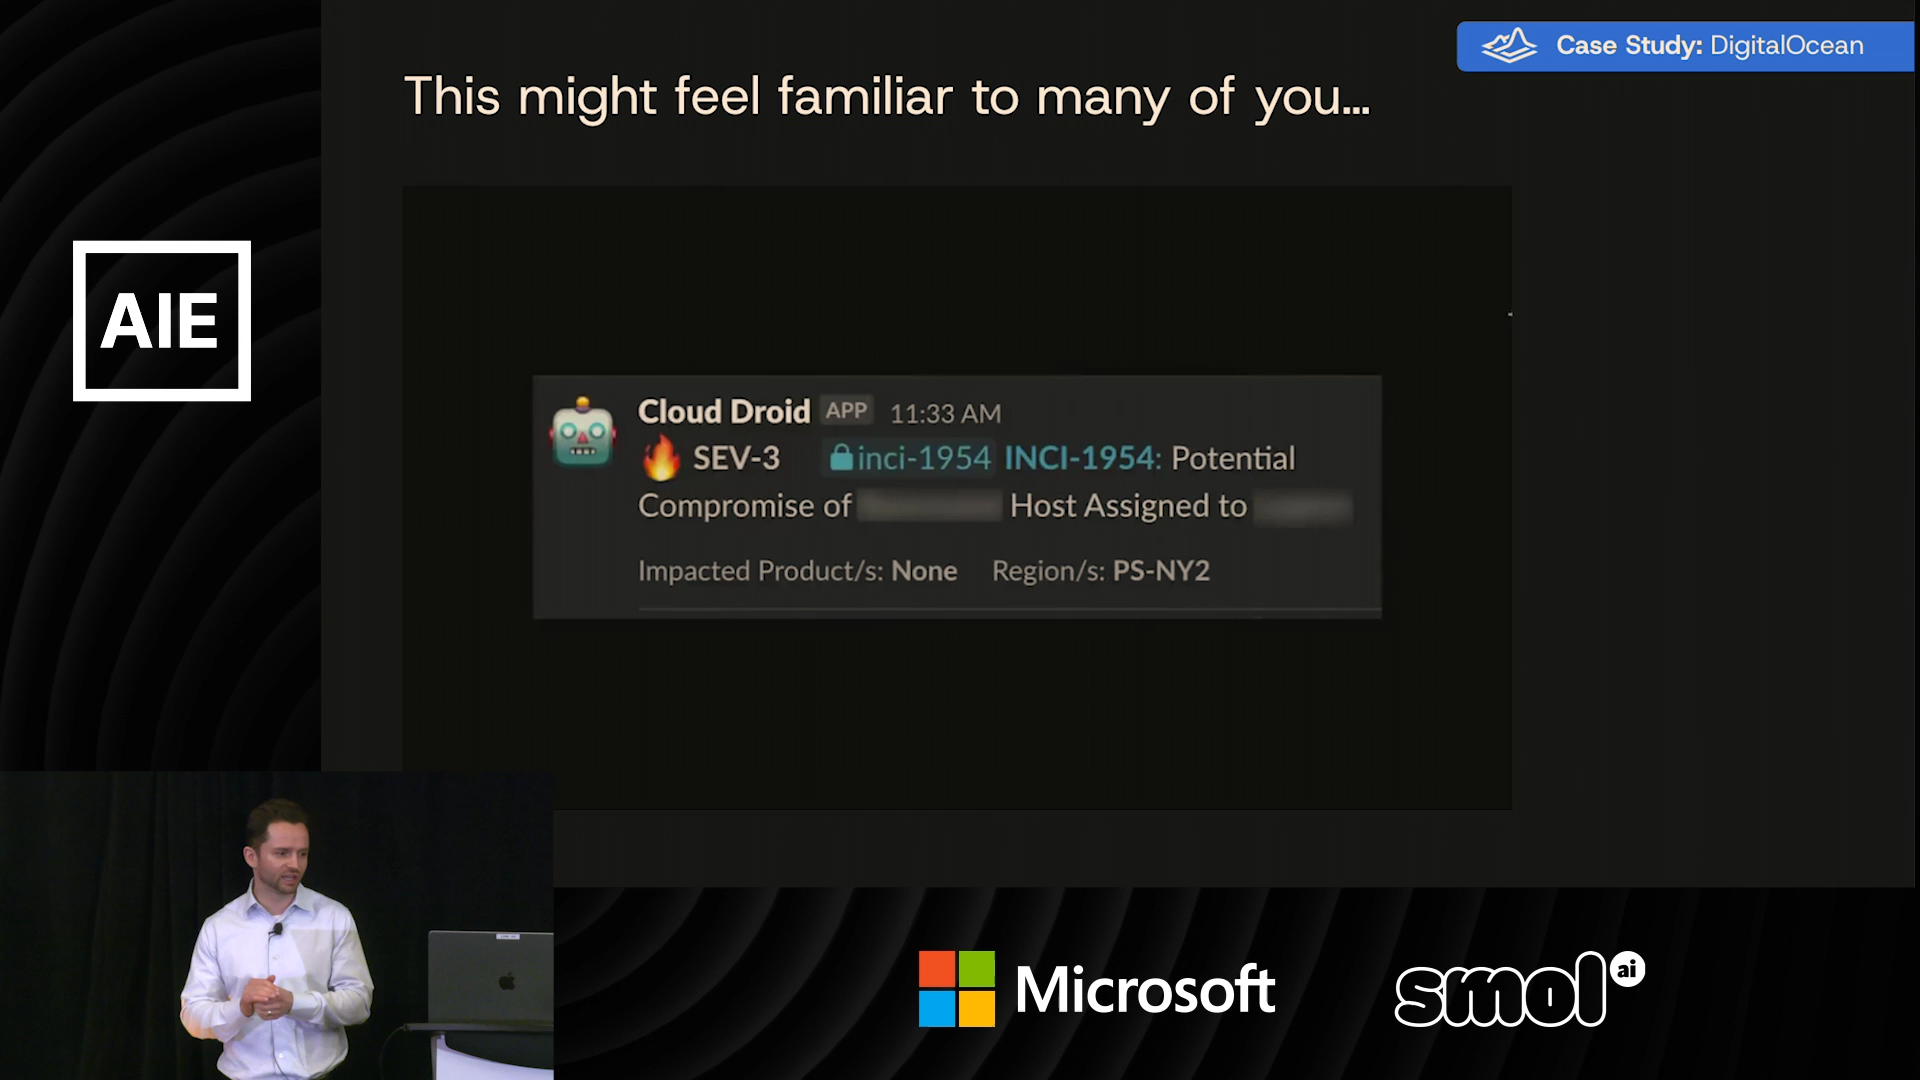 Case Study: DigitalOcean
This might feel familiar to many of you...
AIE
Cloud Droid APP 11:33 AM
SEV-3 inci-1954 INCI-1954: Potential
Compromise of Host Assigned to
Impacted Product/s: None Region/s: PS-NY2
Microsoft
smol ai